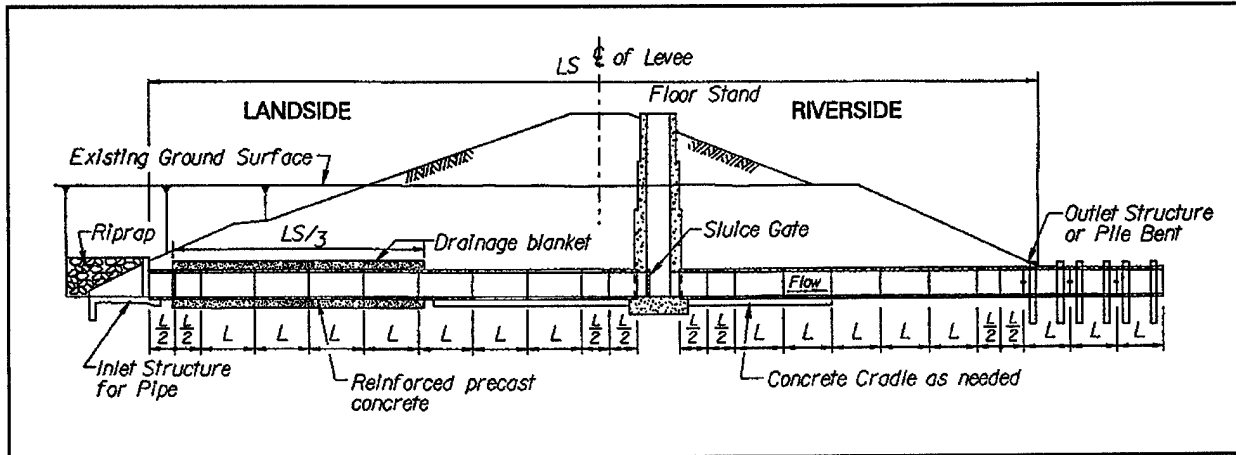 LS ℄ of Levee
Floor Stand
LANDSIDE
RIVERSIDE
Existing Ground Surface
Riprap
LS/3
Drainage blanket
Sluice Gate
Outlet Structure
or Pile Bent
Flow
L/2 L/2 L L L L L L L L/2 L/2 L/2 L/2 L L L L L L/2 L/2 L L L
Inlet Structure
for Pipe
Reinforced precast
concrete
Concrete Cradle as needed